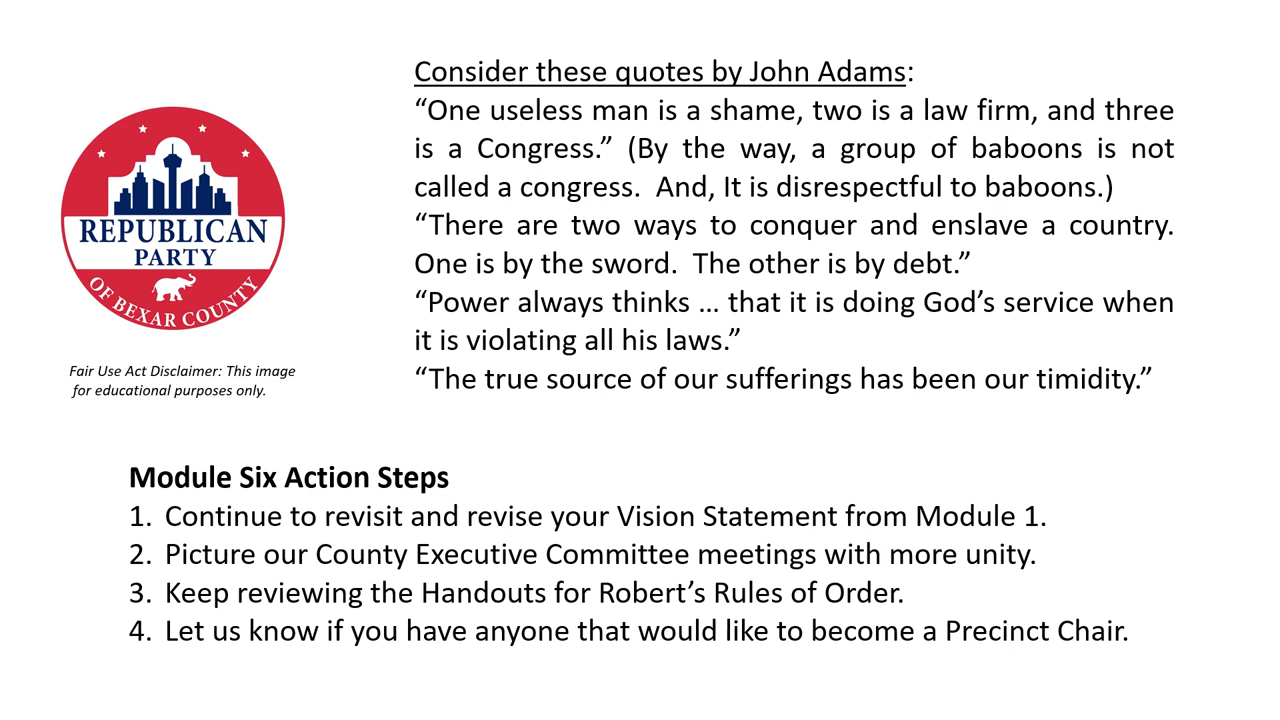 Consider these quotes by John Adams:
“One useless man is a shame, two is a law firm, and three
is a Congress.” (By the way, a group of baboons is not
called a congress.  And, It is disrespectful to baboons.)
“There are two ways to conquer and enslave a country.
One is by the sword.  The other is by debt.”
“Power always thinks … that it is doing God’s service when
it is violating all his laws.”
“The true source of our sufferings has been our timidity.”
REPUBLICAN
PARTY
OF BEXAR COUNTY
Fair Use Act Disclaimer: This image
for educational purposes only.
Module Six Action Steps
1. Continue to revisit and revise your Vision Statement from Module 1.
2. Picture our County Executive Committee meetings with more unity.
3. Keep reviewing the Handouts for Robert’s Rules of Order.
4. Let us know if you have anyone that would like to become a Precinct Chair.